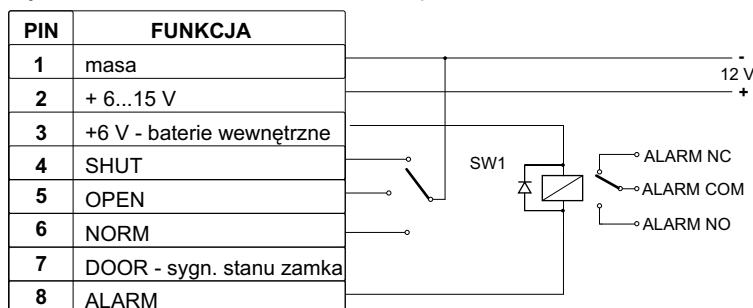 PIN FUNKCJA
1 masa
2 + 6...15 V
3 +6 V - baterie wewnętrzne
4 SHUT
5 OPEN
6 NORM
7 DOOR - sygn. stanu zamka
8 ALARM
-
12 V
+
SW1
ALARM NC
ALARM COM
ALARM NO